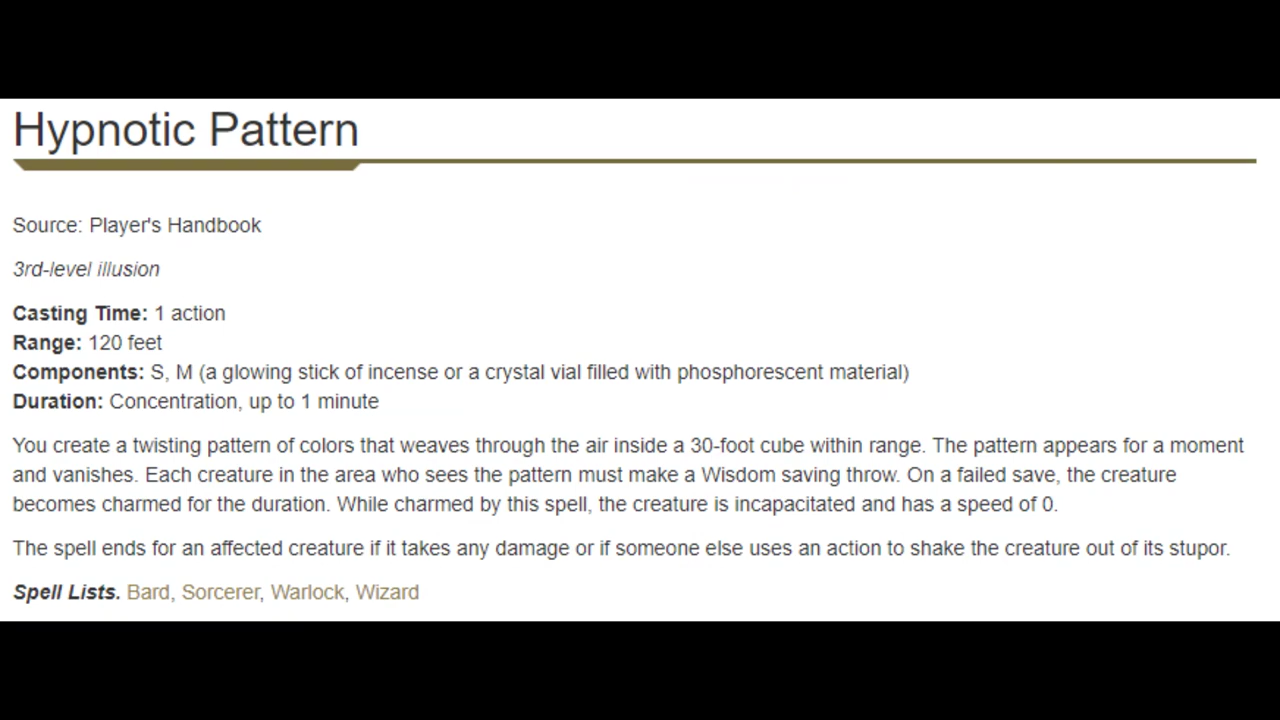 Hypnotic Pattern
Source: Player's Handbook
3rd-level illusion
Casting Time: 1 action
Range: 120 feet
Components: S, M (a glowing stick of incense or a crystal vial filled with phosphorescent material)
Duration: Concentration, up to 1 minute
You create a twisting pattern of colors that weaves through the air inside a 30-foot cube within range. The pattern appears for a moment
and vanishes. Each creature in the area who sees the pattern must make a Wisdom saving throw. On a failed save, the creature
becomes charmed for the duration. While charmed by this spell, the creature is incapacitated and has a speed of 0.
The spell ends for an affected creature if it takes any damage or if someone else uses an action to shake the creature out of its stupor.
Spell Lists. Bard, Sorcerer, Warlock, Wizard